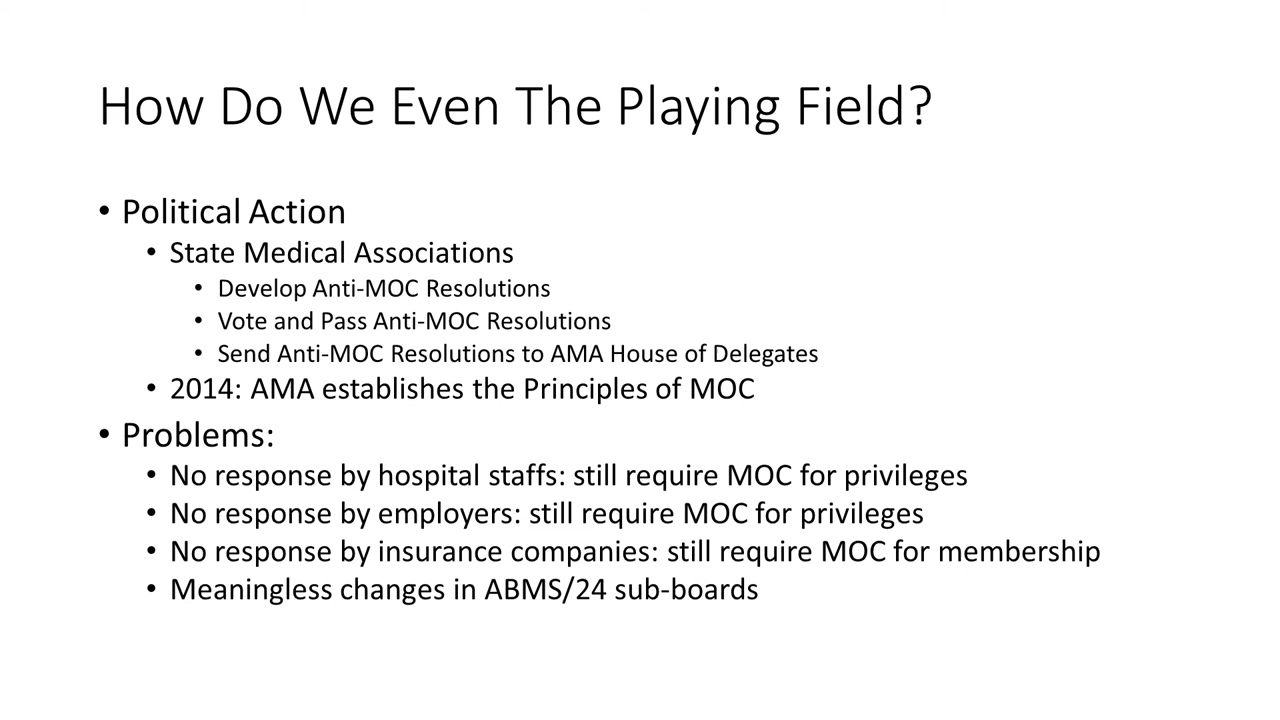 How Do We Even The Playing Field?
• Political Action
• State Medical Associations
• Develop Anti-MOC Resolutions
• Vote and Pass Anti-MOC Resolutions
• Send Anti-MOC Resolutions to AMA House of Delegates
• 2014: AMA establishes the Principles of MOC
• Problems:
• No response by hospital staffs: still require MOC for privileges
• No response by employers: still require MOC for privileges
• No response by insurance companies: still require MOC for membership
• Meaningless changes in ABMS/24 sub-boards